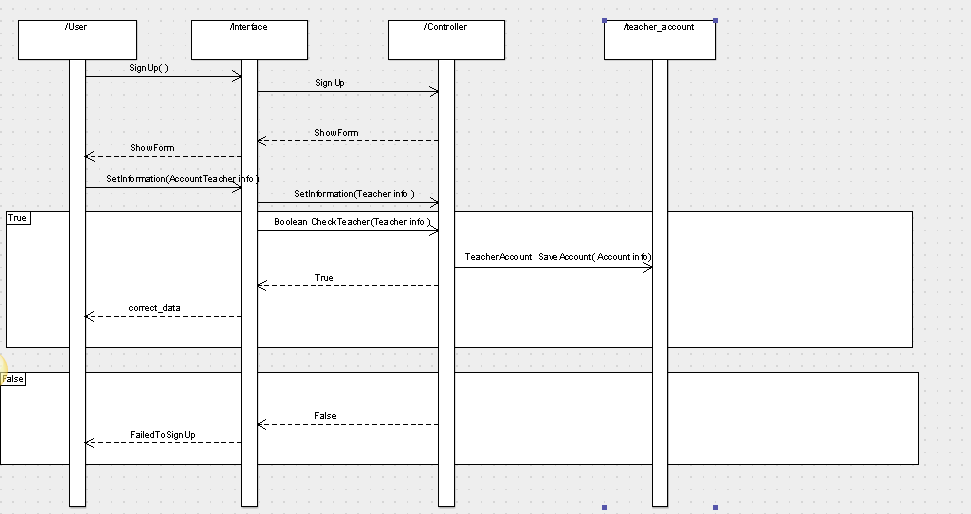 /User
/Interface
/Controller
/teacher_account
SignUp( )
Sign Up
ShowForm
ShowForm
SetInformation(AccountTeacher info )
SetInformation(Teacher info )
True
Boolean CheckTeacher(Teacher info )
TeacherAccount SaveAccount( Account info)
True
correct_data
False
False
FailedToSignUp